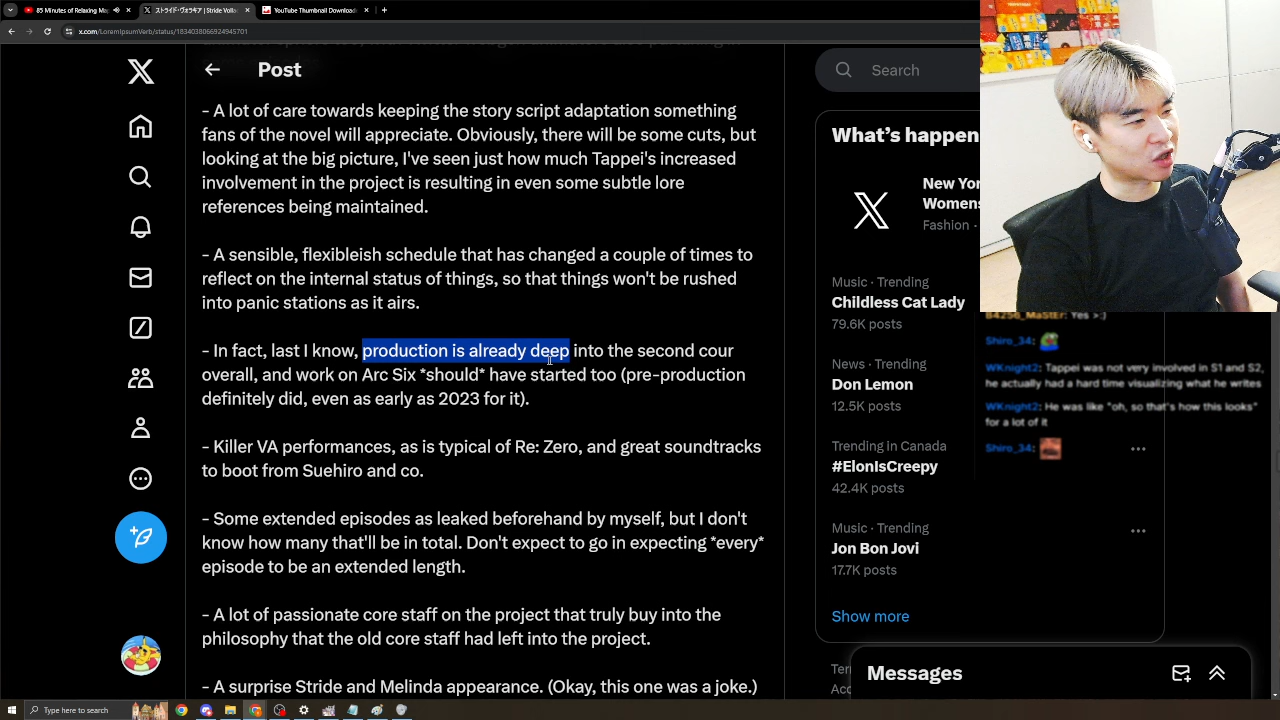 85 Minutes of Relaxing Ma
ストライド・ヴォラキア | Stride Volla
YouTube Thumbnail Download
x.com/LoremIpsumVerb/status/1834038066924945701
Post
Search
- A lot of care towards keeping the story script adaptation something
fans of the novel will appreciate. Obviously, there will be some cuts, but
looking at the big picture, I've seen just how much Tappei's increased
involvement in the project is resulting in even some subtle lore
references being maintained.
- A sensible, flexibleish schedule that has changed a couple of times to
reflect on the internal status of things, so that things won't be rushed
into panic stations as it airs.
- In fact, last I know, production is already deep into the second cour
overall, and work on Arc Six *should* have started too (pre-production
definitely did, even as early as 2023 for it).
- Killer VA performances, as is typical of Re: Zero, and great soundtracks
to boot from Suehiro and co.
- Some extended episodes as leaked beforehand by myself, but I don't
know how many that'll be in total. Don't expect to go in expecting *every*
episode to be an extended length.
- A lot of passionate core staff on the project that truly buy into the
philosophy that the old core staff had left into the project.
- A surprise Stride and Melinda appearance. (Okay, this one was a joke.)
What's happen
New Yor
Womens
Fashion ·
Music · Trending
Childless Cat Lady
79.6K posts
News · Trending
Don Lemon
12.5K posts
Trending in Canada
#ElonIsCreepy
42.4K posts
Music · Trending
Jon Bon Jovi
17.7K posts
Show more
Messages
B4256_MaStEr: Yes >:)
Shiro_34:
WKnight2: Tappei was not very involved in S1 and S2,
he actually had a hard time visualizing what he writes
WKnight2: He was like "oh, so that's how this looks"
for a lot of it
Shiro_34:
Type here to search